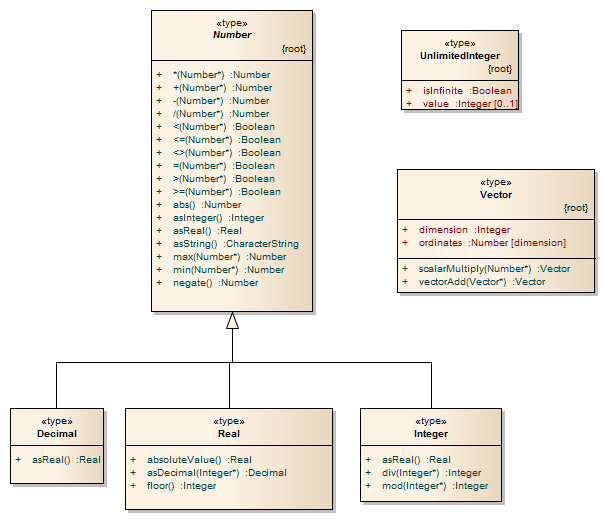 «type»
Number
{root}
+ *(Number*) :Number
+ +(Number*) :Number
+ -(Number*) :Number
+ /(Number*) :Number
+ <(Number*) :Boolean
+ <=(Number*) :Boolean
+ <>(Number*) :Boolean
+ =(Number*) :Boolean
+ >(Number*) :Boolean
+ >=(Number*) :Boolean
+ abs() :Number
+ asInteger() :Integer
+ asReal() :Real
+ asString() :CharacterString
+ max(Number*) :Number
+ min(Number*) :Number
+ negate() :Number
«type»
UnlimitedInteger
{root}
+ isInfinite :Boolean
+ value :Integer [0..1]
«type»
Vector
{root}
+ dimension :Integer
+ ordinates :Number [dimension]
+ scalarMultiply(Number*) :Vector
+ vectorAdd(Vector*) :Vector
«type»
Decimal
+ asReal() :Real
«type»
Real
+ absoluteValue() :Real
+ asDecimal(Integer*) :Decimal
+ floor() :Integer
«type»
Integer
+ asReal() :Real
+ div(Integer*) :Integer
+ mod(Integer*) :Integer